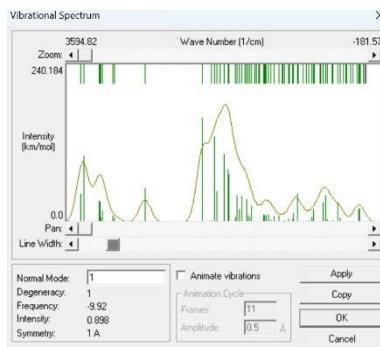 Vibrational Spectrum X
3594.82 Wave Number (1/cm) -181.57
Zoom:
240.184
Intensity
(km/mol)
0.0
Pan:
Line Width:
Normal Mode: 1
Degeneracy: 1
Frequency: -9.92
Intensity: 0.898
Symmetry: 1 A
Animate vibrations
Animation Cycle
Frames: 11
Amplitude: 0.5 Å
Apply
Copy
OK
Cancel